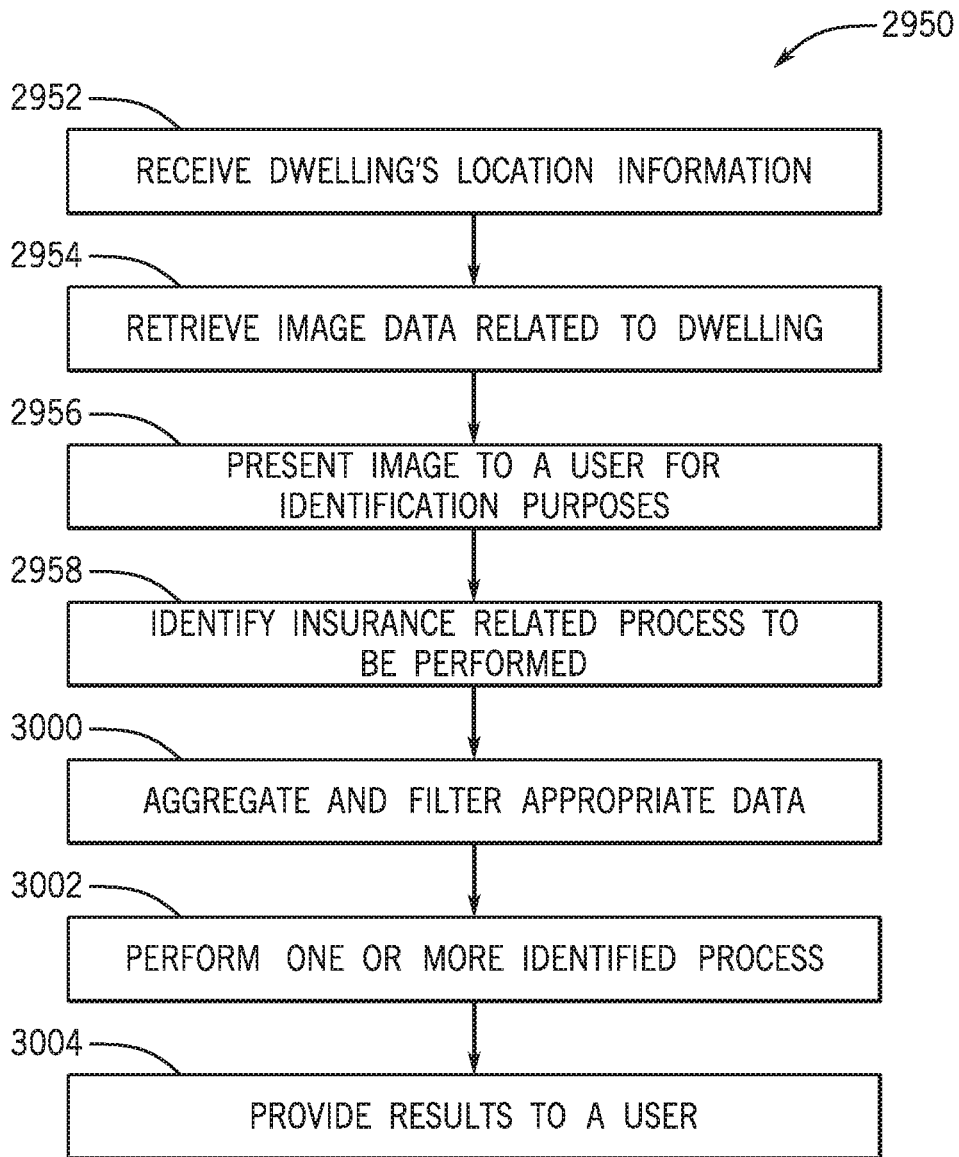 2950
2952
RECEIVE DWELLING'S LOCATION INFORMATION
2954
RETRIEVE IMAGE DATA RELATED TO DWELLING
2956
PRESENT IMAGE TO A USER FOR
IDENTIFICATION PURPOSES
2958
IDENTIFY INSURANCE RELATED PROCESS TO
BE PERFORMED
3000
AGGREGATE AND FILTER APPROPRIATE DATA
3002
PERFORM ONE OR MORE IDENTIFIED PROCESS
3004
PROVIDE RESULTS TO A USER